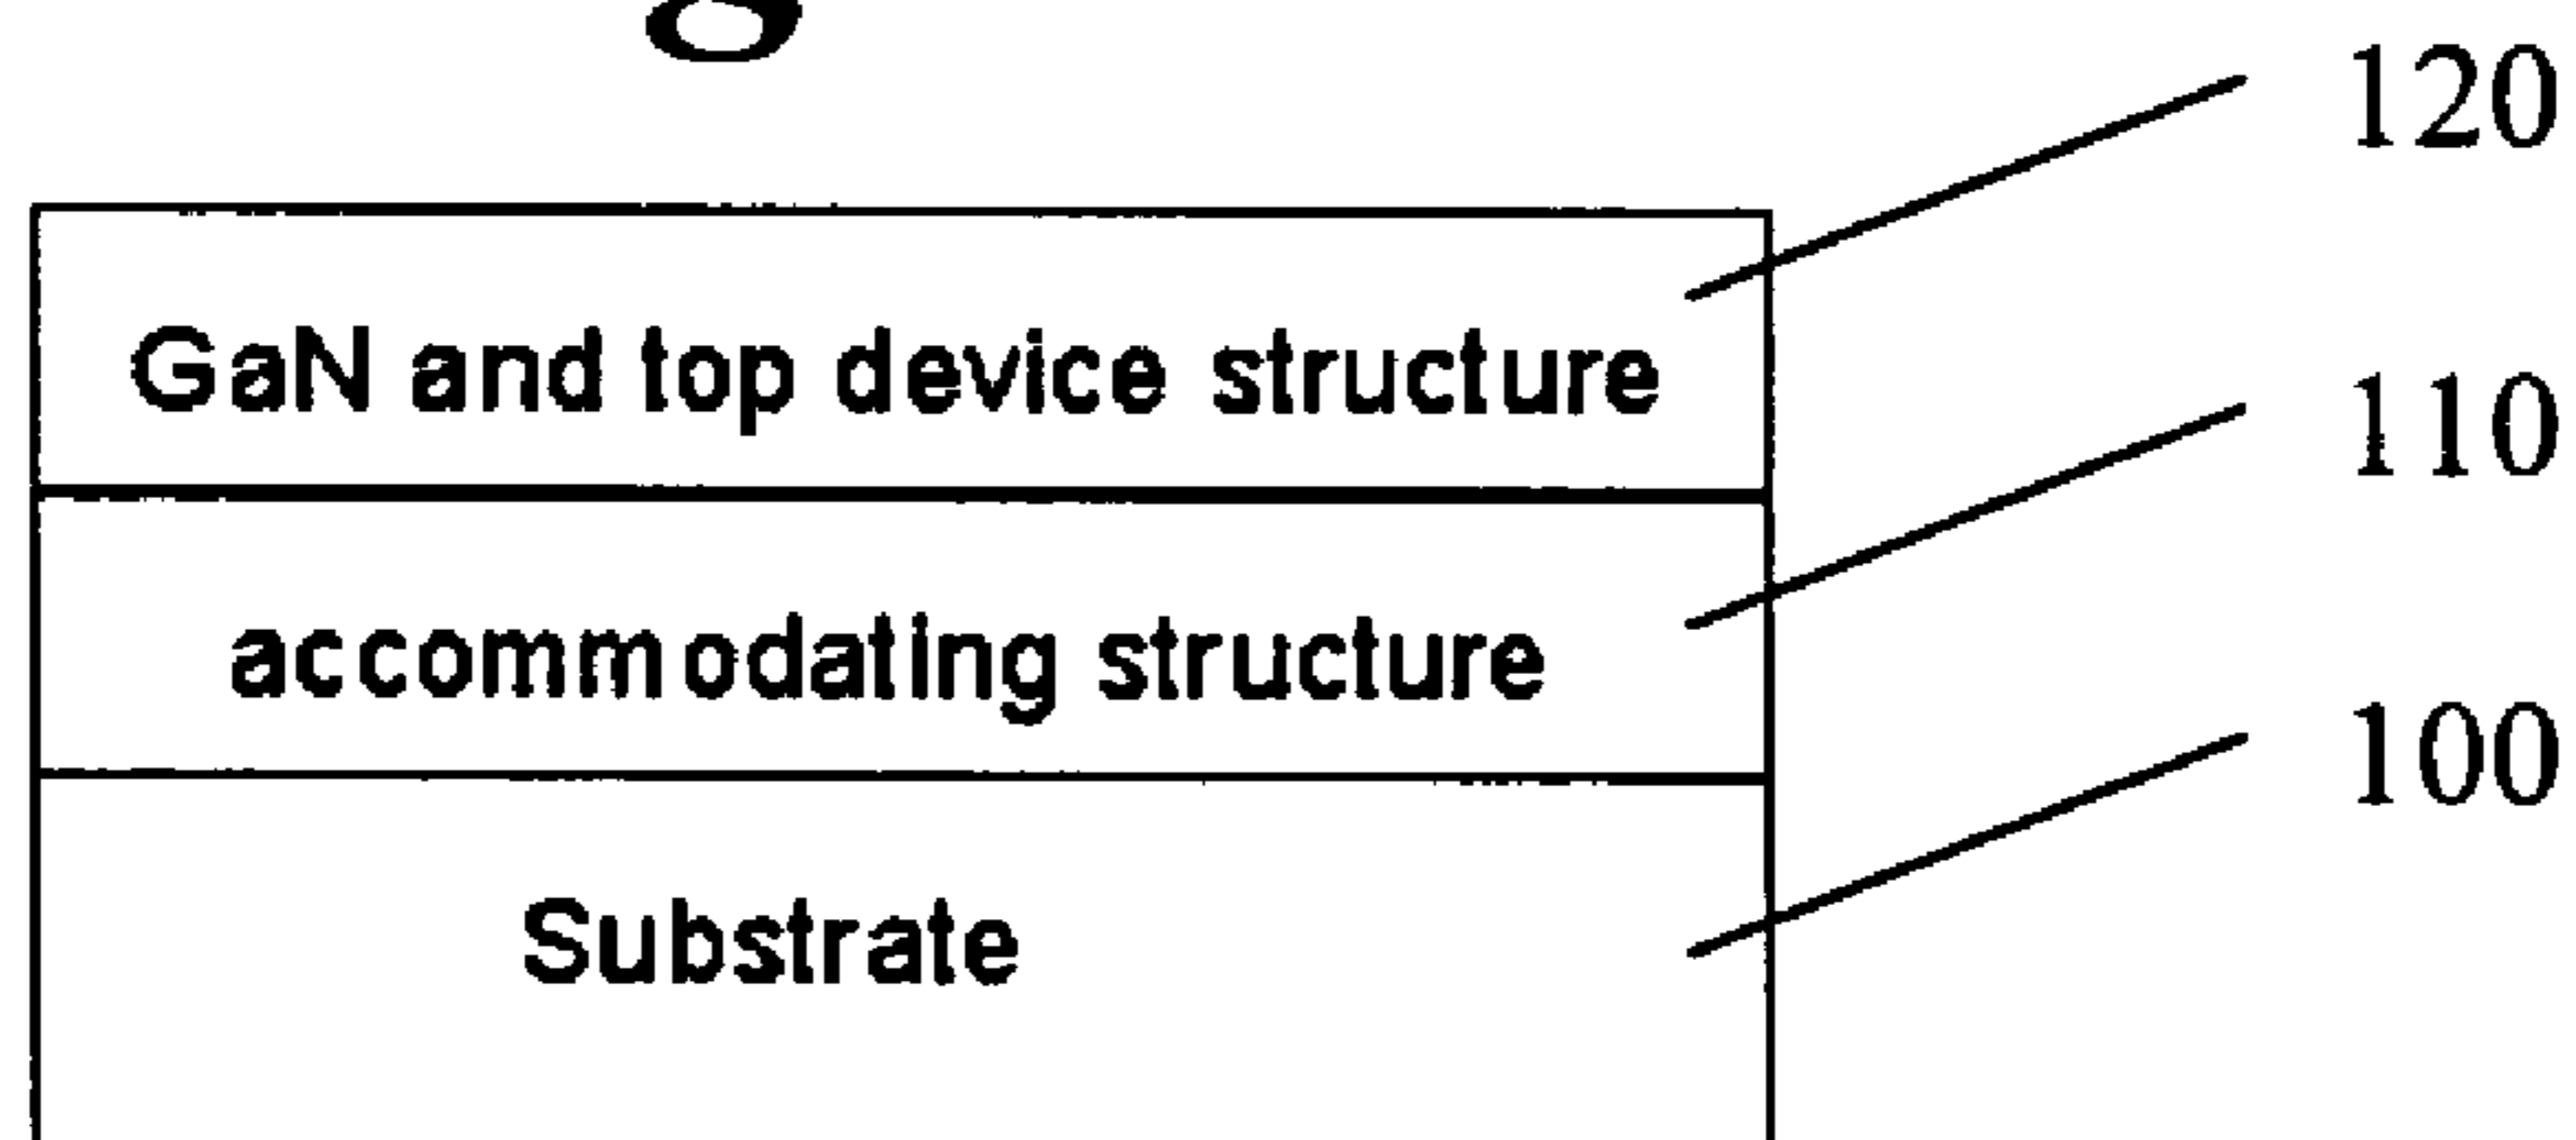 120
GaN and top device structure
110
accommodating structure
100
Substrate